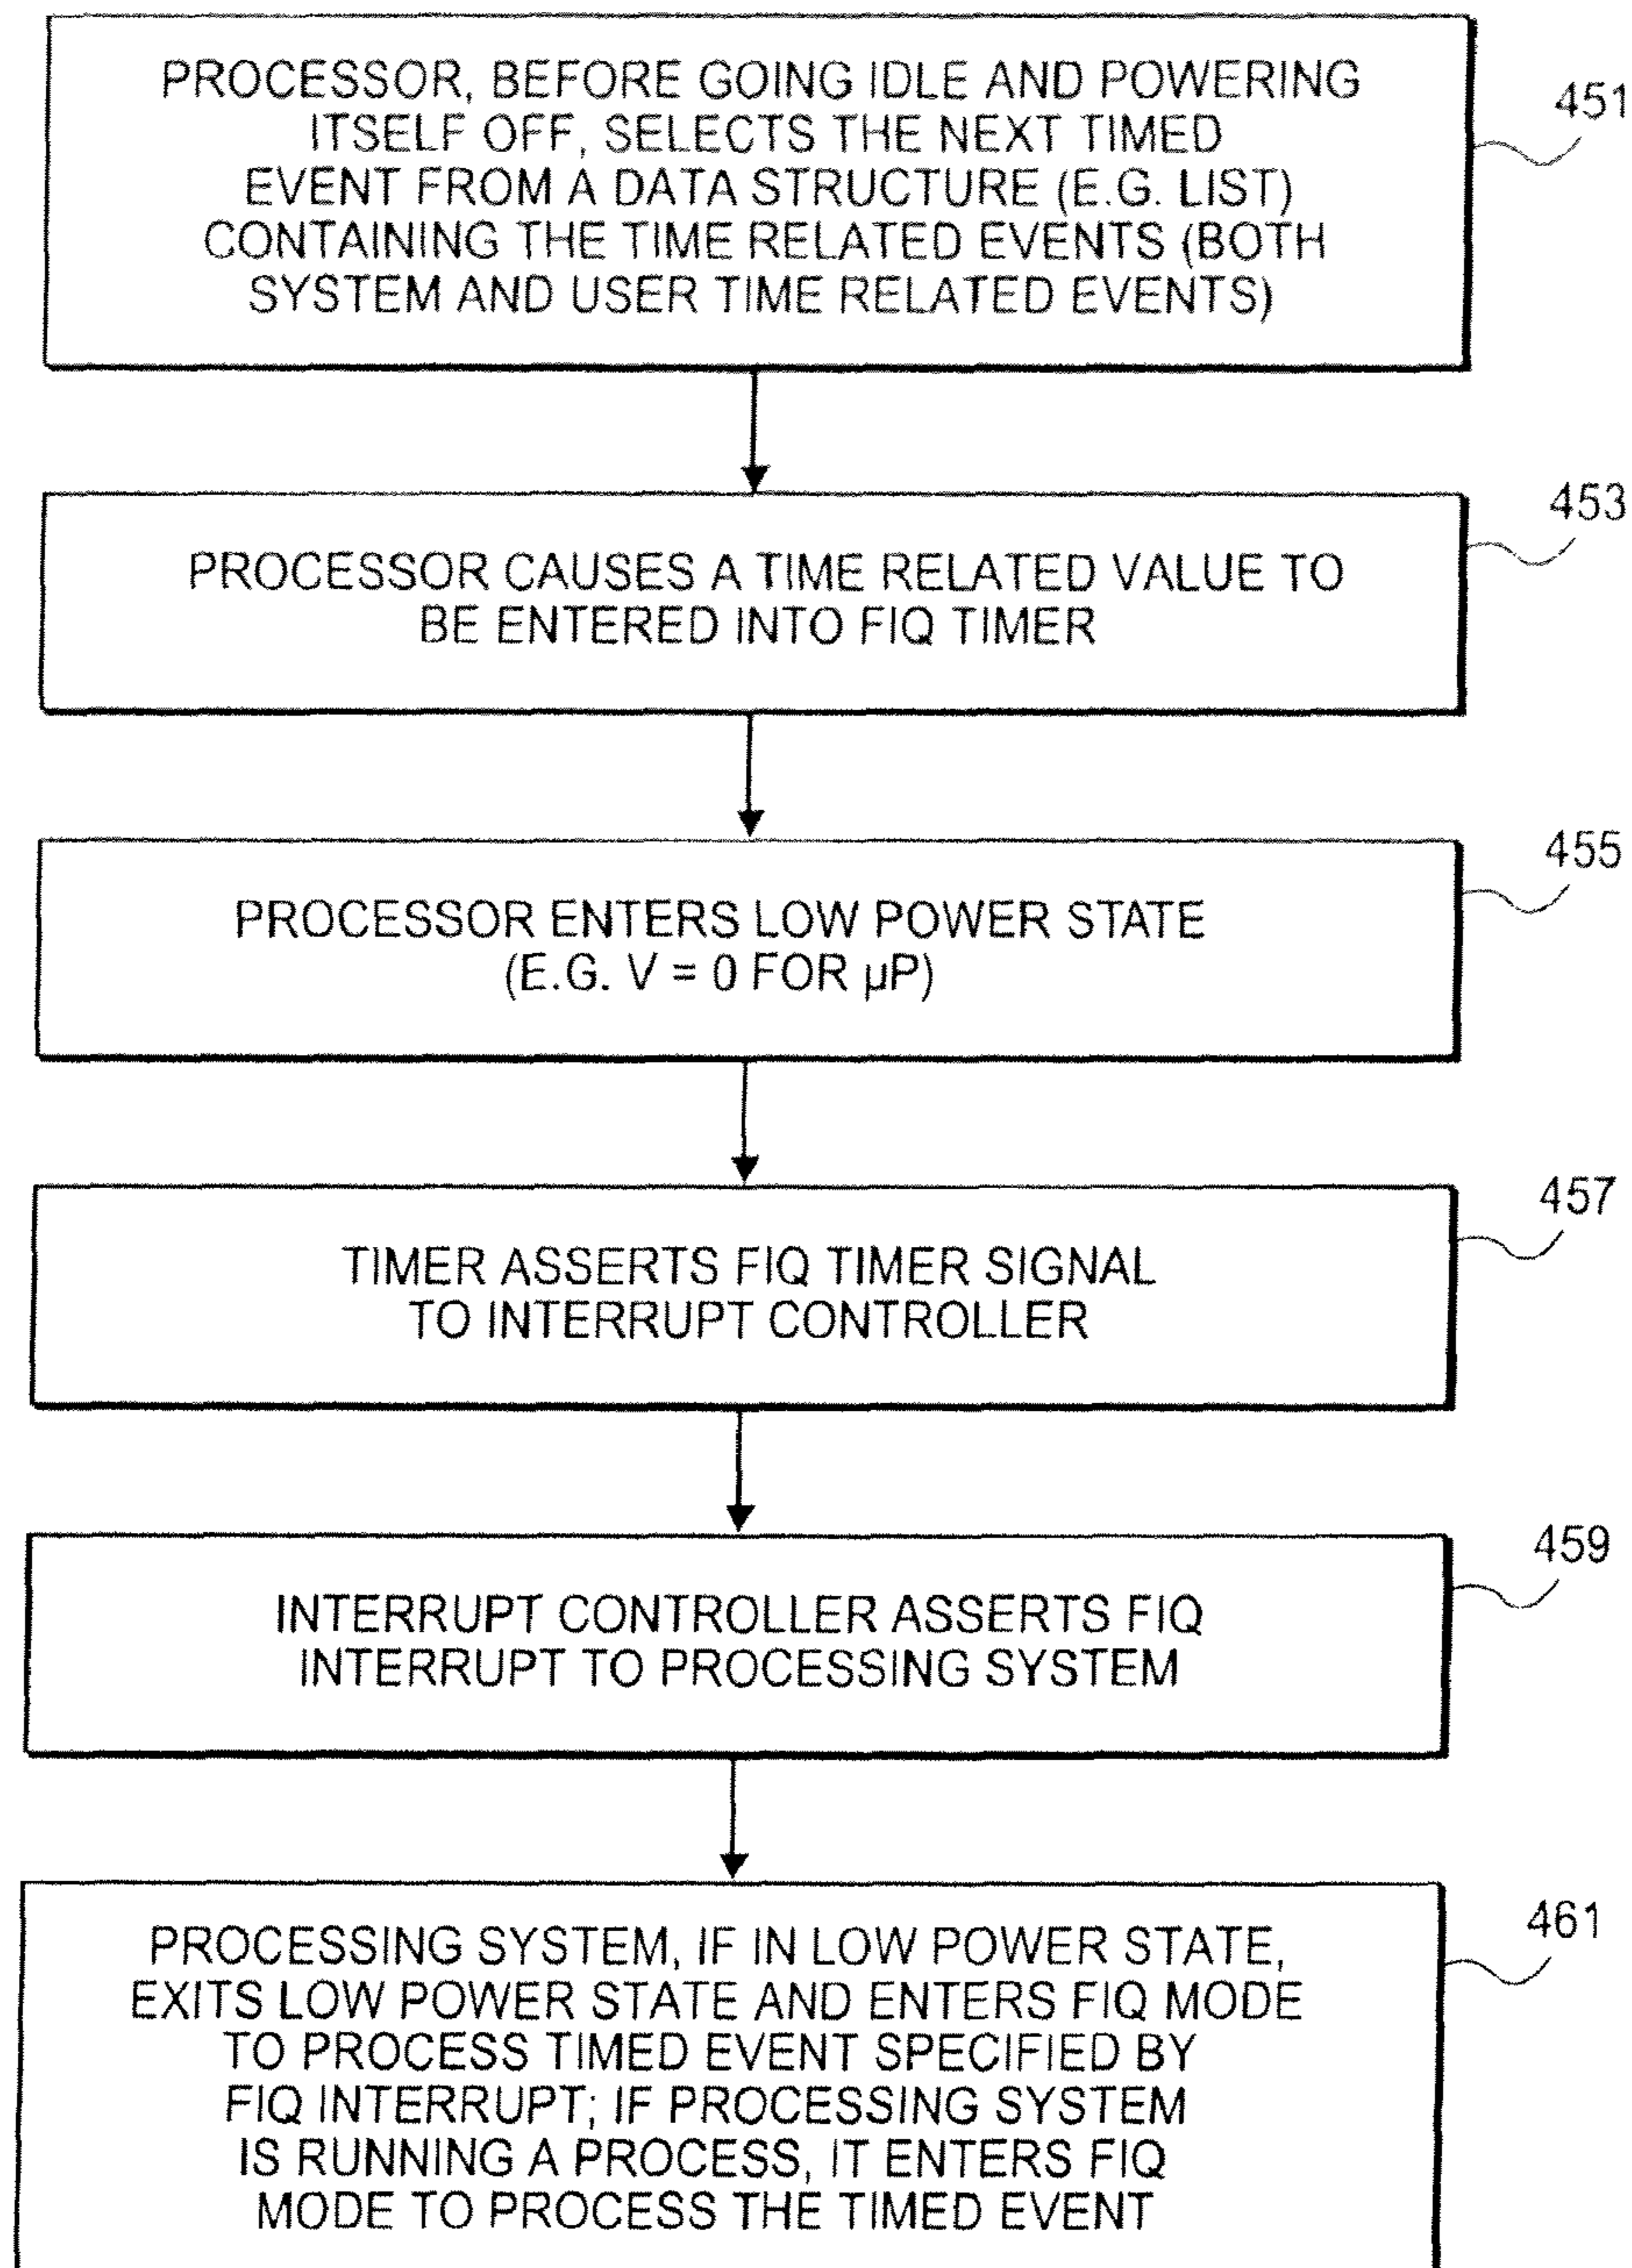 PROCESSOR, BEFORE GOING IDLE AND POWERING
ITSELF OFF, SELECTS THE NEXT TIMED
EVENT FROM A DATA STRUCTURE (E.G. LIST)
CONTAINING THE TIME RELATED EVENTS (BOTH
SYSTEM AND USER TIME RELATED EVENTS)
451
PROCESSOR CAUSES A TIME RELATED VALUE TO
BE ENTERED INTO FIQ TIMER
453
PROCESSOR ENTERS LOW POWER STATE
(E.G. V = 0 FOR µP)
455
TIMER ASSERTS FIQ TIMER SIGNAL
TO INTERRUPT CONTROLLER
457
INTERRUPT CONTROLLER ASSERTS FIQ
INTERRUPT TO PROCESSING SYSTEM
459
PROCESSING SYSTEM, IF IN LOW POWER STATE,
EXITS LOW POWER STATE AND ENTERS FIQ MODE
TO PROCESS TIMED EVENT SPECIFIED BY
FIQ INTERRUPT; IF PROCESSING SYSTEM
IS RUNNING A PROCESS, IT ENTERS FIQ
MODE TO PROCESS THE TIMED EVENT
461